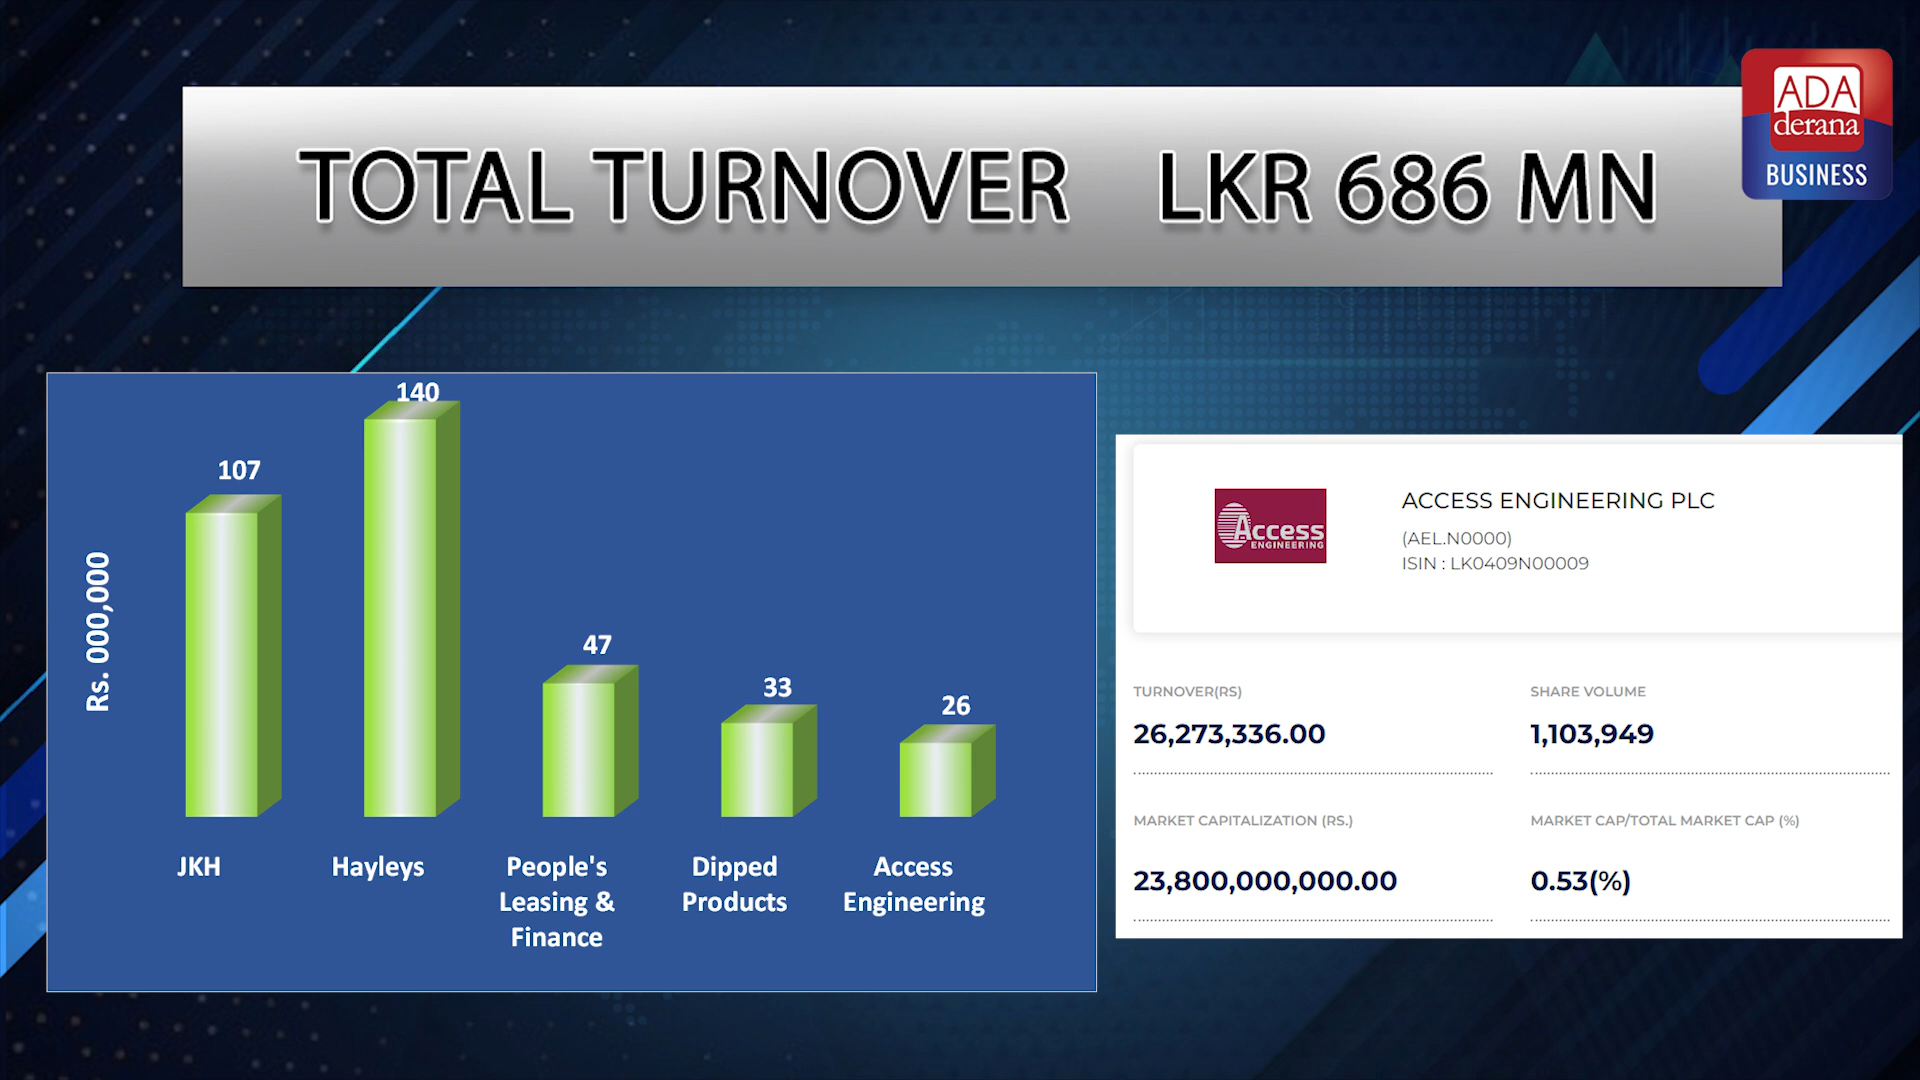 TOTAL TURNOVER LKR 686 MN
ADA
derana
BUSINESS
Rs. 000,000
107
140
47
33
26
JKH
Hayleys
People's
Leasing &
Finance
Dipped
Products
Access
Engineering
Access
ENGINEERING
ACCESS ENGINEERING PLC
(AEL.N0000)
ISIN : LK0409N00009
TURNOVER(RS)
26,273,336.00
SHARE VOLUME
1,103,949
MARKET CAPITALIZATION (RS.)
23,800,000,000.00
MARKET CAP/TOTAL MARKET CAP (%)
0.53(%)